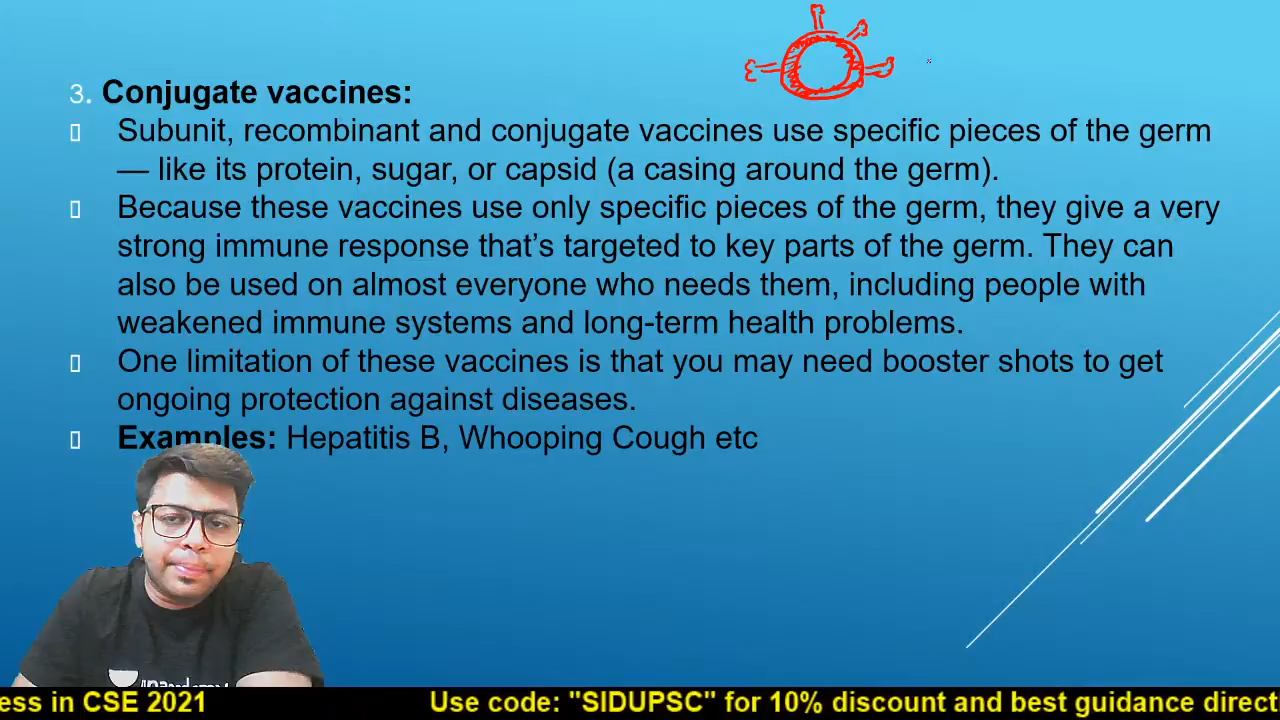 3. Conjugate vaccines:
Subunit, recombinant and conjugate vaccines use specific pieces of the germ
— like its protein, sugar, or capsid (a casing around the germ).
Because these vaccines use only specific pieces of the germ, they give a very
strong immune response that’s targeted to key parts of the germ. They can
also be used on almost everyone who needs them, including people with
weakened immune systems and long-term health problems.
One limitation of these vaccines is that you may need booster shots to get
ongoing protection against diseases.
Examples: Hepatitis B, Whooping Cough etc
ess in CSE 2021 Use code: "SIDUPSC" for 10% discount and best guidance direct